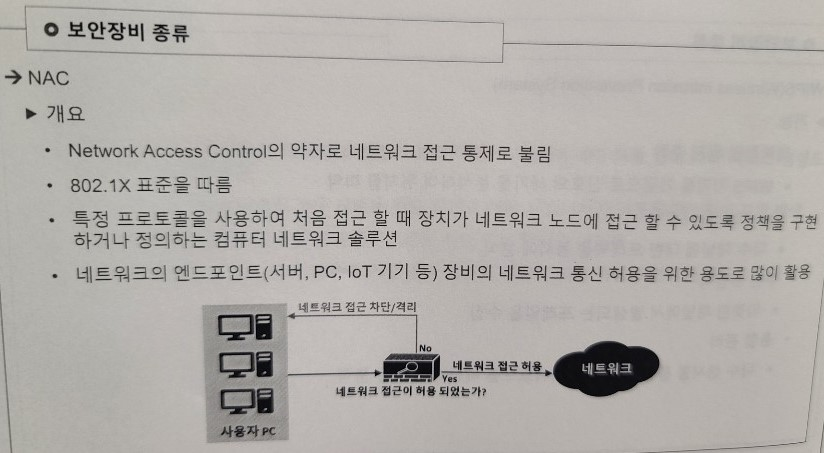 보안장비 종류
→ NAC
▶ 개요
• Network Access Control의 약자로 네트워크 접근 통제로 불림
• 802.1X 표준을 따름
• 특정 프로토콜을 사용하여 처음 접근 할 때 장치가 네트워크 노드에 접근 할 수 있도록 정책을 구현
하거나 정의하는 컴퓨터 네트워크 솔루션
• 네트워크의 엔드포인트(서버, PC, IoT 기기 등) 장비의 네트워크 통신 허용을 위한 용도로 많이 활용
네트워크 접근 차단/격리
No
네트워크 접근 허용
Yes
네트워크
네트워크 접근이 허용 되었는가?
사용자 PC